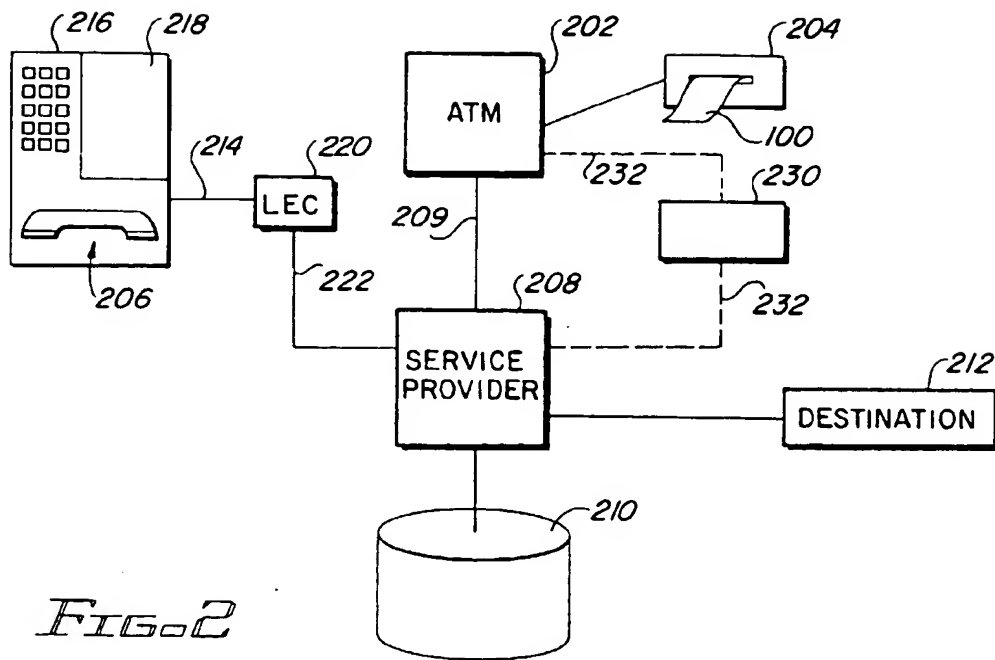 216
218
202
204
ATM
100
214
220
LEC
232
230
209
206
222
208
232
SERVICE
PROVIDER
212
DESTINATION
210
FIG-2